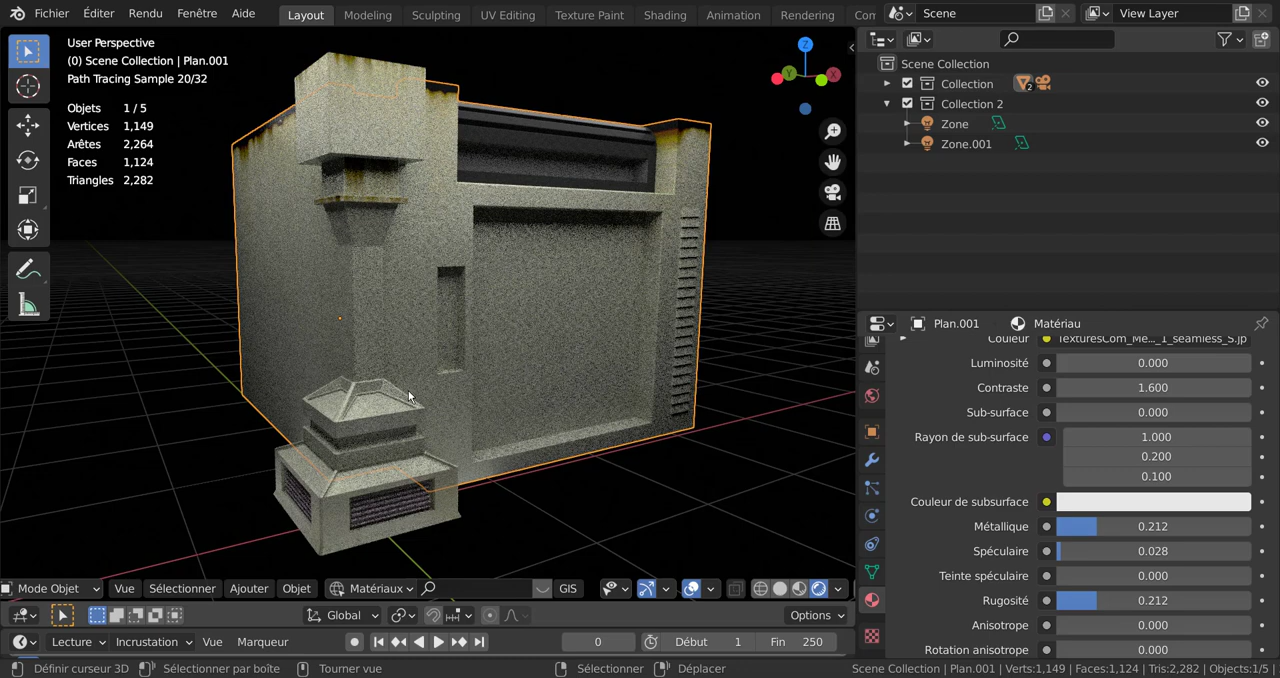 Fichier Éditer Rendu Fenêtre Aide Layout Modeling Sculpting UV Editing Texture Paint Shading Animation Rendering Com Scene View Layer
User Perspective
(0) Scene Collection | Plan.001
Path Tracing Sample 20/32
Objets 1 / 5
Vertices 1,149
Arêtes 2,264
Faces 1,124
Triangles 2,282
Z
Y
X
Scene Collection
Collection 2
Collection 2
Zone
Zone.001
Plan.001 Matériau
Couleur TexturesCom_Me..._1_seamless_S.jp
Luminosité 0.000
Contraste 1.600
Sub-surface 0.000
Rayon de sub-surface 1.000
0.200
0.100
Couleur de subsurface
Métallique 0.212
Spéculaire 0.028
Teinte spéculaire 0.000
Rugosité 0.212
Anisotrope 0.000
Rotation anisotrope 0.000
Mode Objet Vue Sélectionner Ajouter Objet Matériaux GIS
Global Options
Lecture Incrustation Vue Marqueur 0 Début 1 Fin 250
Définir curseur 3D Sélectionner par boîte Tourner vue Sélectionner Déplacer Scene Collection | Plan.001 | Verts:1,149 | Faces:1,124 | Tris:2,282 | Objects:1/5 |